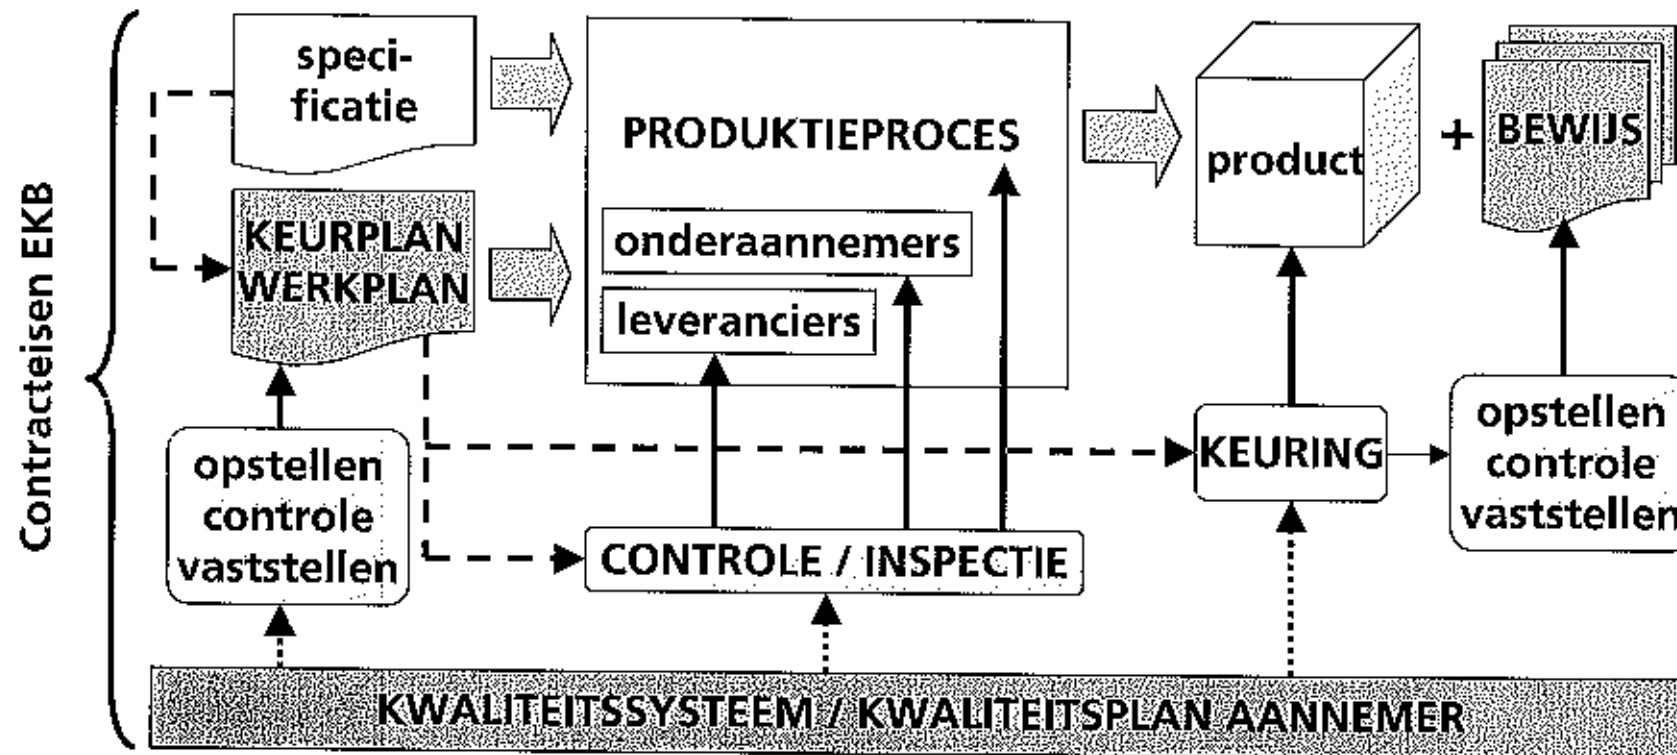 Contracteisen EKB
speci-
ficatie
KEURPLAN
WERKPLAN
opstellen
controle
vaststellen
PRODUKTIEPROCES
onderaannemers
leveranciers
CONTROLE / INSPECTIE
product
+
BEWIJS
KEURING
opstellen
controle
vaststellen
KWALITEITSSYSTEEM / KWALITEITSPLAN AANNEMER